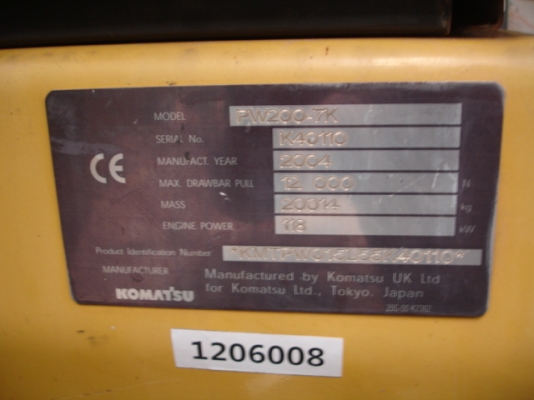 MODEL PW200-7K
SERIAL No. K40110
MANUFACT. YEAR 2004
CE
MAX. DRAWBAR PULL 12 000 N
MASS 20014 kg
ENGINE POWER 118 kW
Product Identification Number
MANUFACTURER Manufactured by Komatsu UK Ltd
KOMATSU for Komatsu Ltd., Tokyo. Japan
1206008